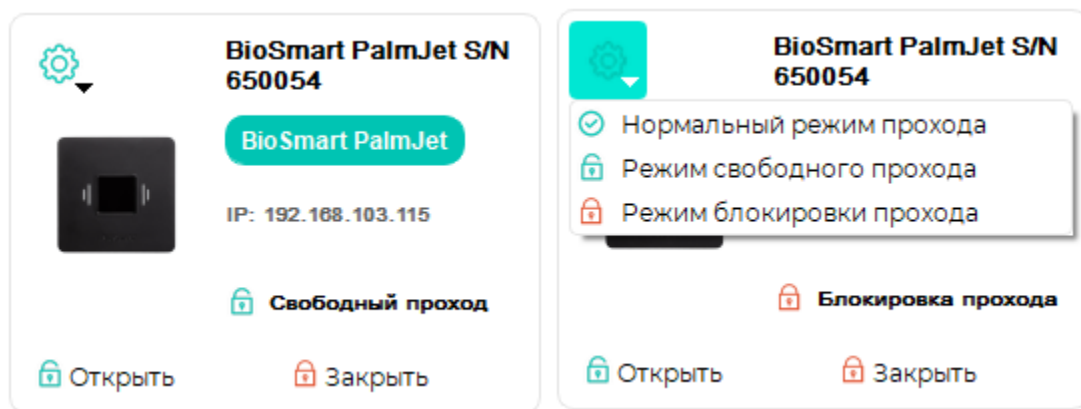 BioSmart PalmJet S/N
650054
BioSmart PalmJet
IP: 192.168.103.115
Свободный проход
Открыть
Закрыть
BioSmart PalmJet S/N
650054
Нормальный режим прохода
Режим свободного прохода
Режим блокировки прохода
Блокировка прохода
Открыть
Закрыть